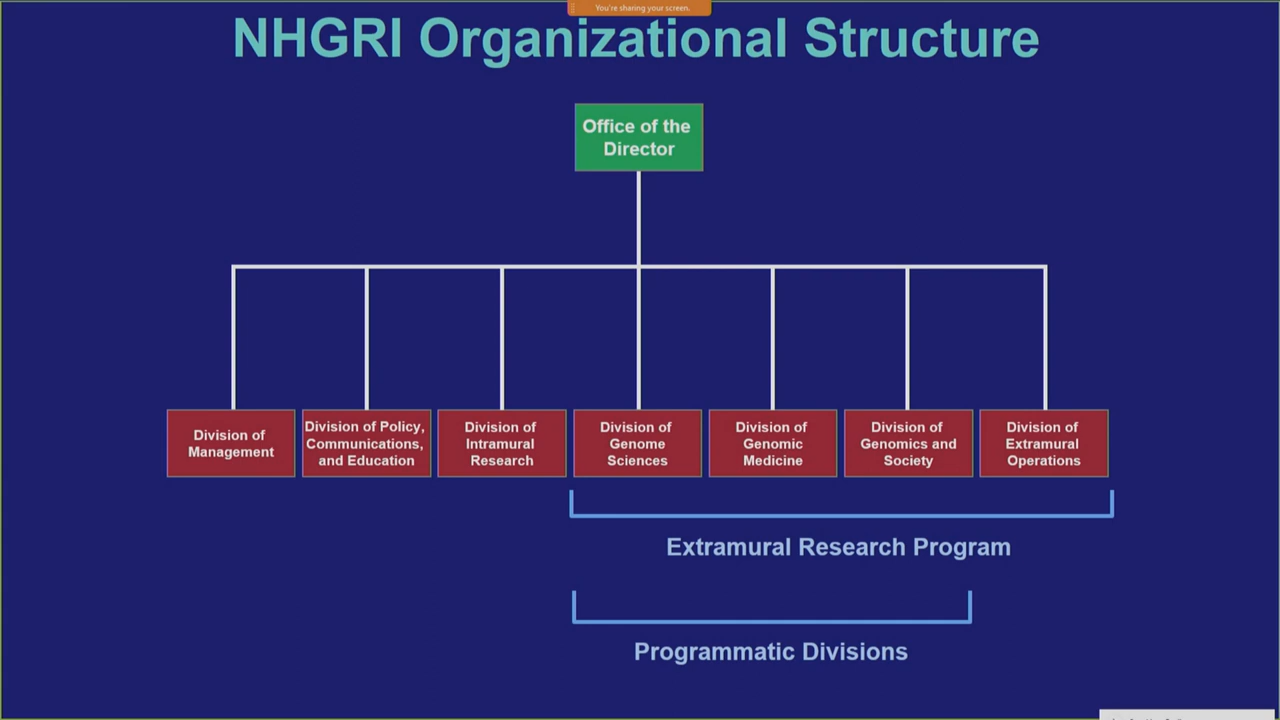 You're sharing your screen.
NHGRI Organizational Structure
Office of the
Director
Division of
Management
Division of Policy,
Communications,
and Education
Division of
Intramural
Research
Division of
Genome
Sciences
Division of
Genomic
Medicine
Division of
Genomics and
Society
Division of
Extramural
Operations
Extramural Research Program
Programmatic Divisions